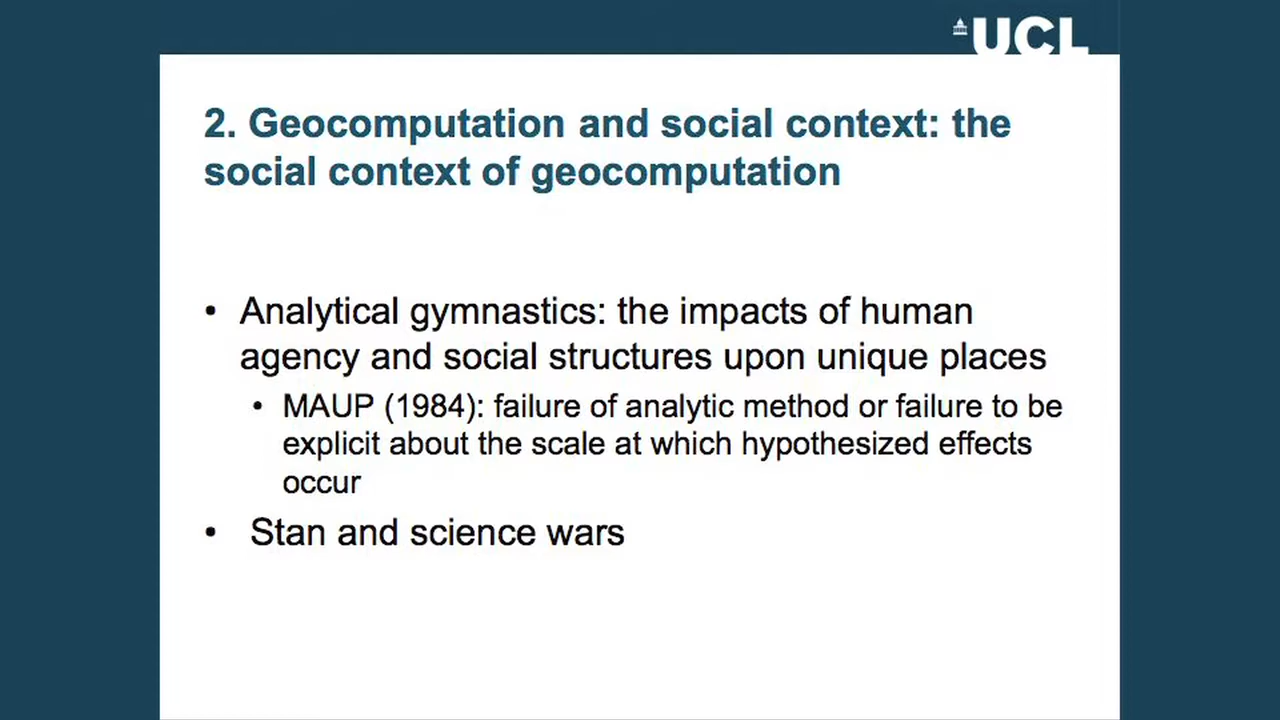 UCL
2. Geocomputation and social context: the
social context of geocomputation
• Analytical gymnastics: the impacts of human
agency and social structures upon unique places
• MAUP (1984): failure of analytic method or failure to be
explicit about the scale at which hypothesized effects
occur
• Stan and science wars